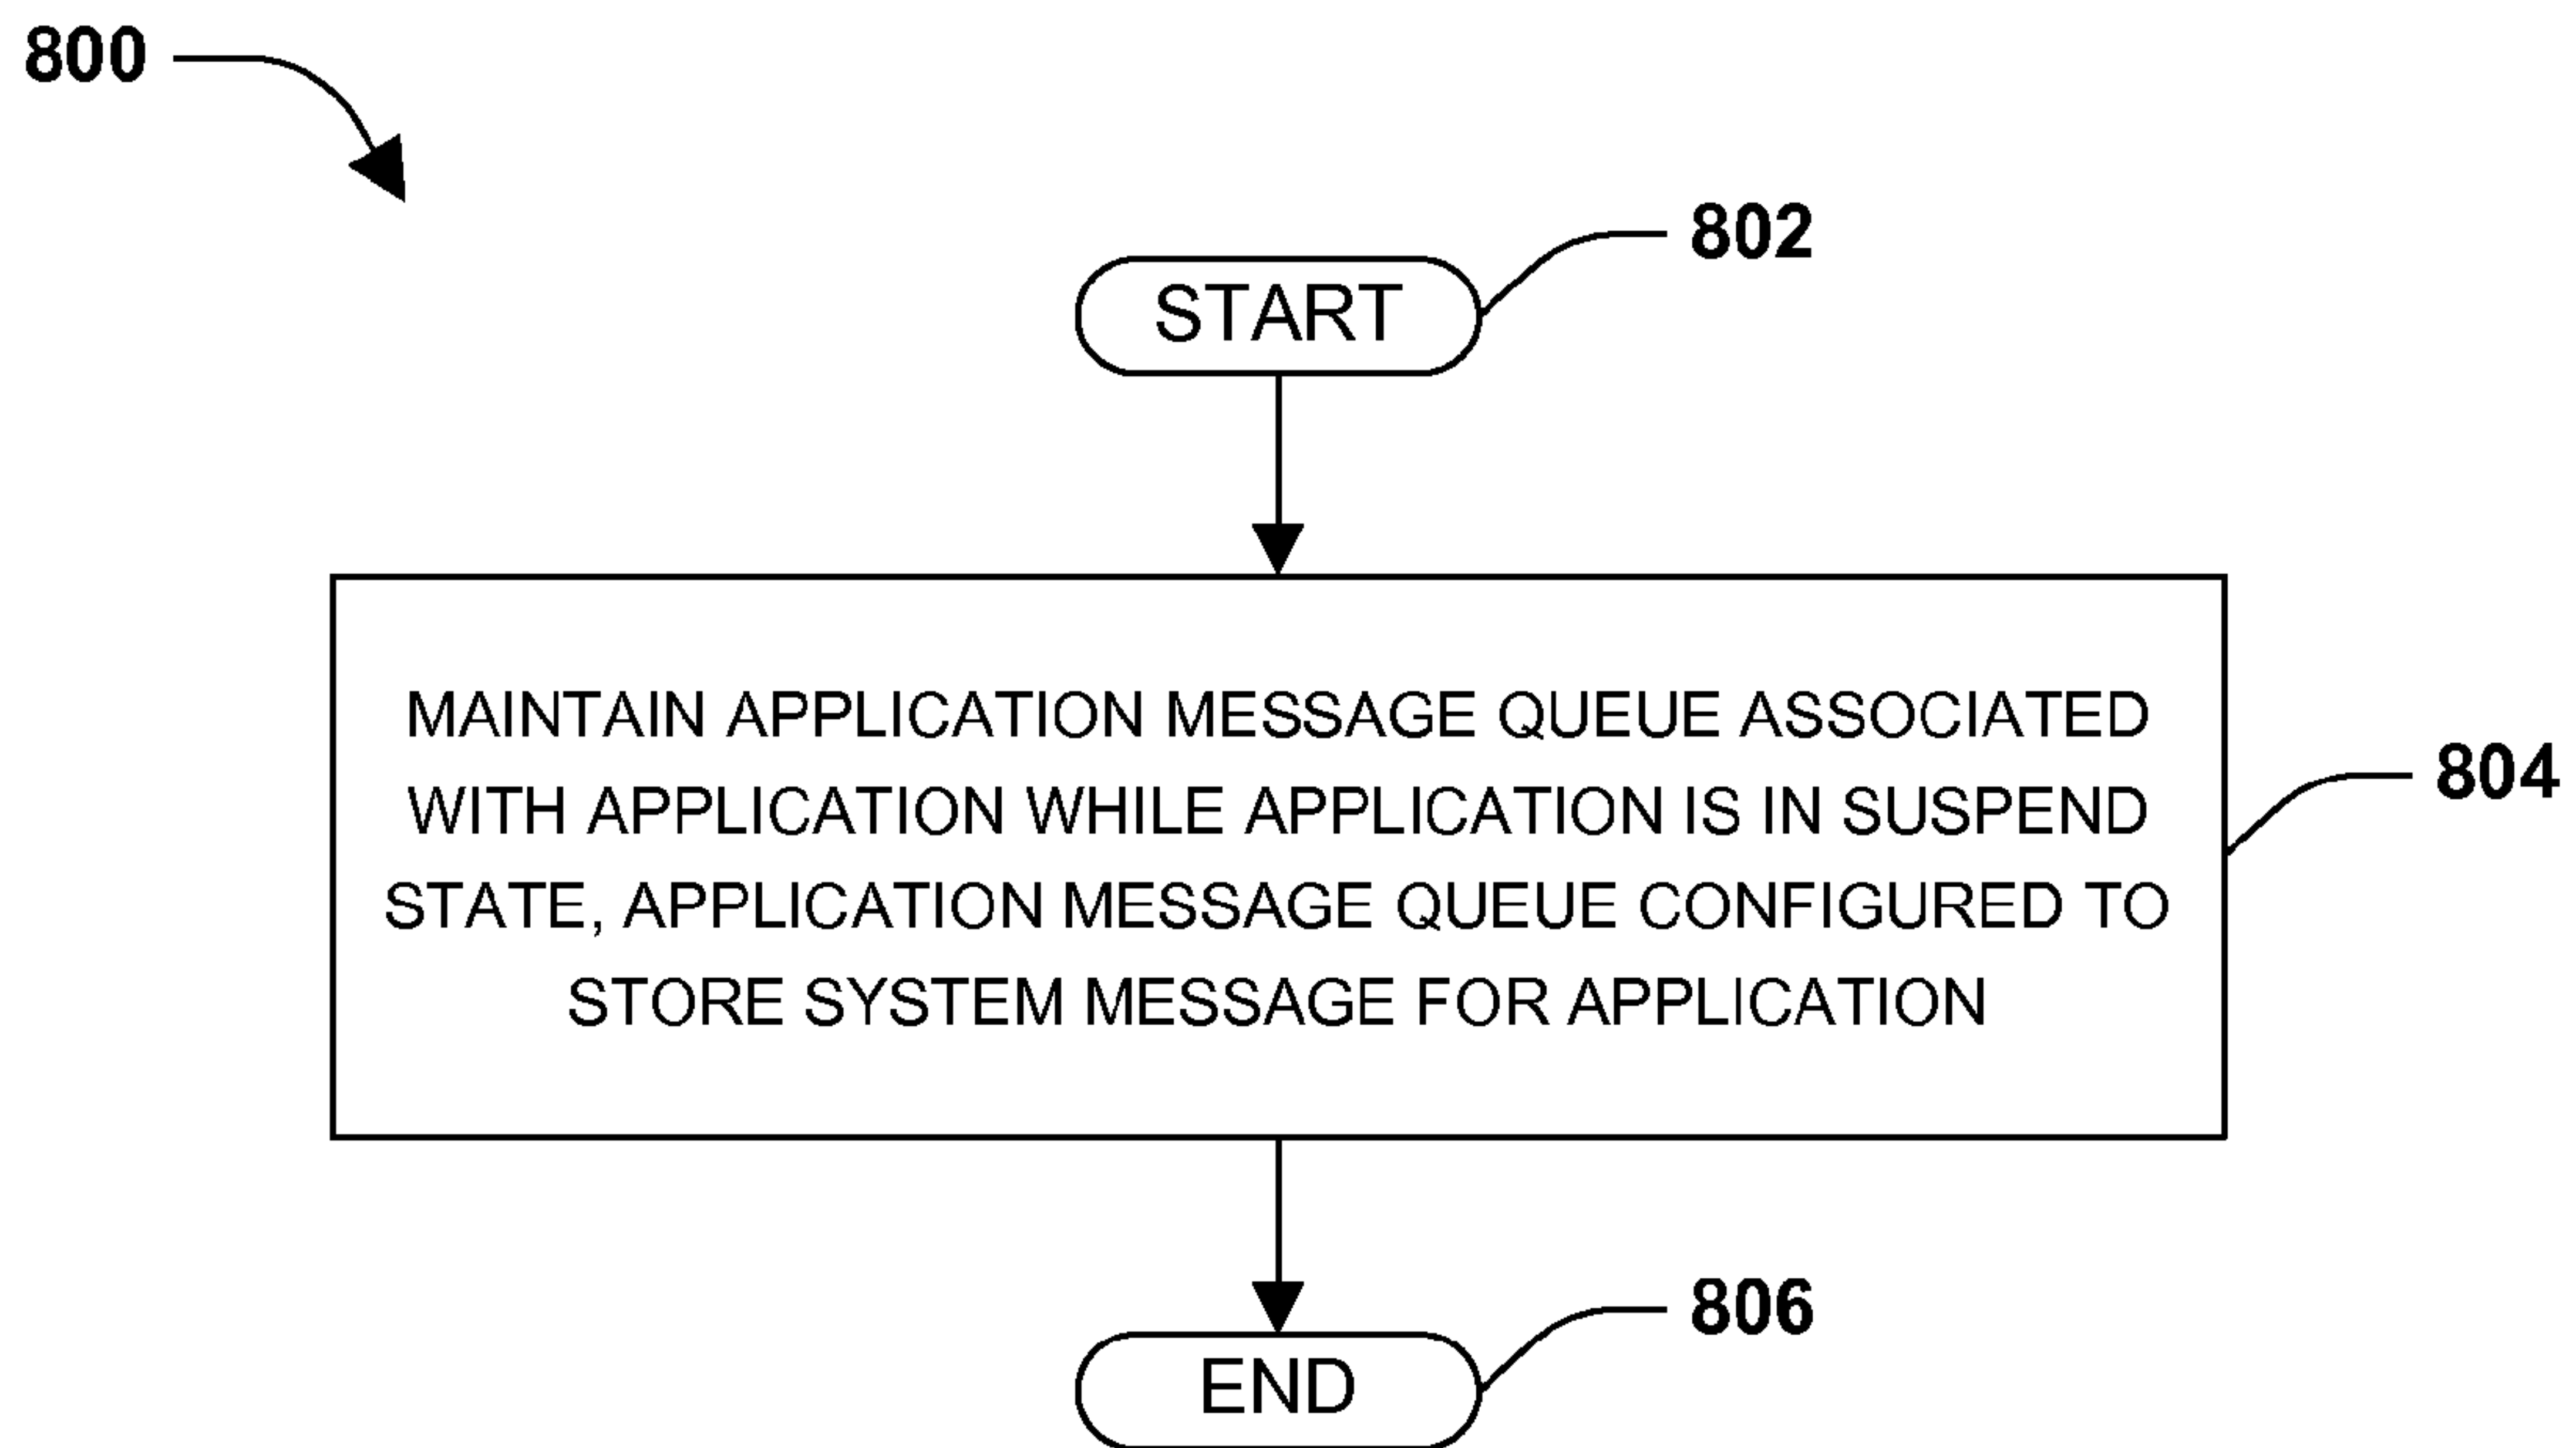 800
802
START
MAINTAIN APPLICATION MESSAGE QUEUE ASSOCIATED
WITH APPLICATION WHILE APPLICATION IS IN SUSPEND
STATE, APPLICATION MESSAGE QUEUE CONFIGURED TO
STORE SYSTEM MESSAGE FOR APPLICATION
804
806
END